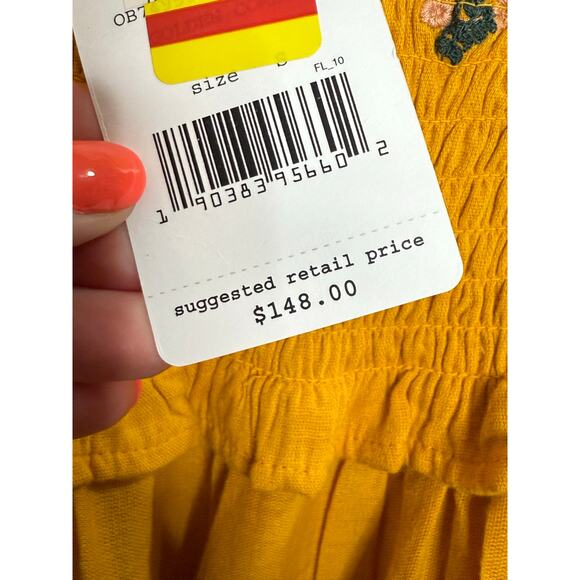 size S
FL_10
1 90383 95660 2
suggested retail price
$148.00